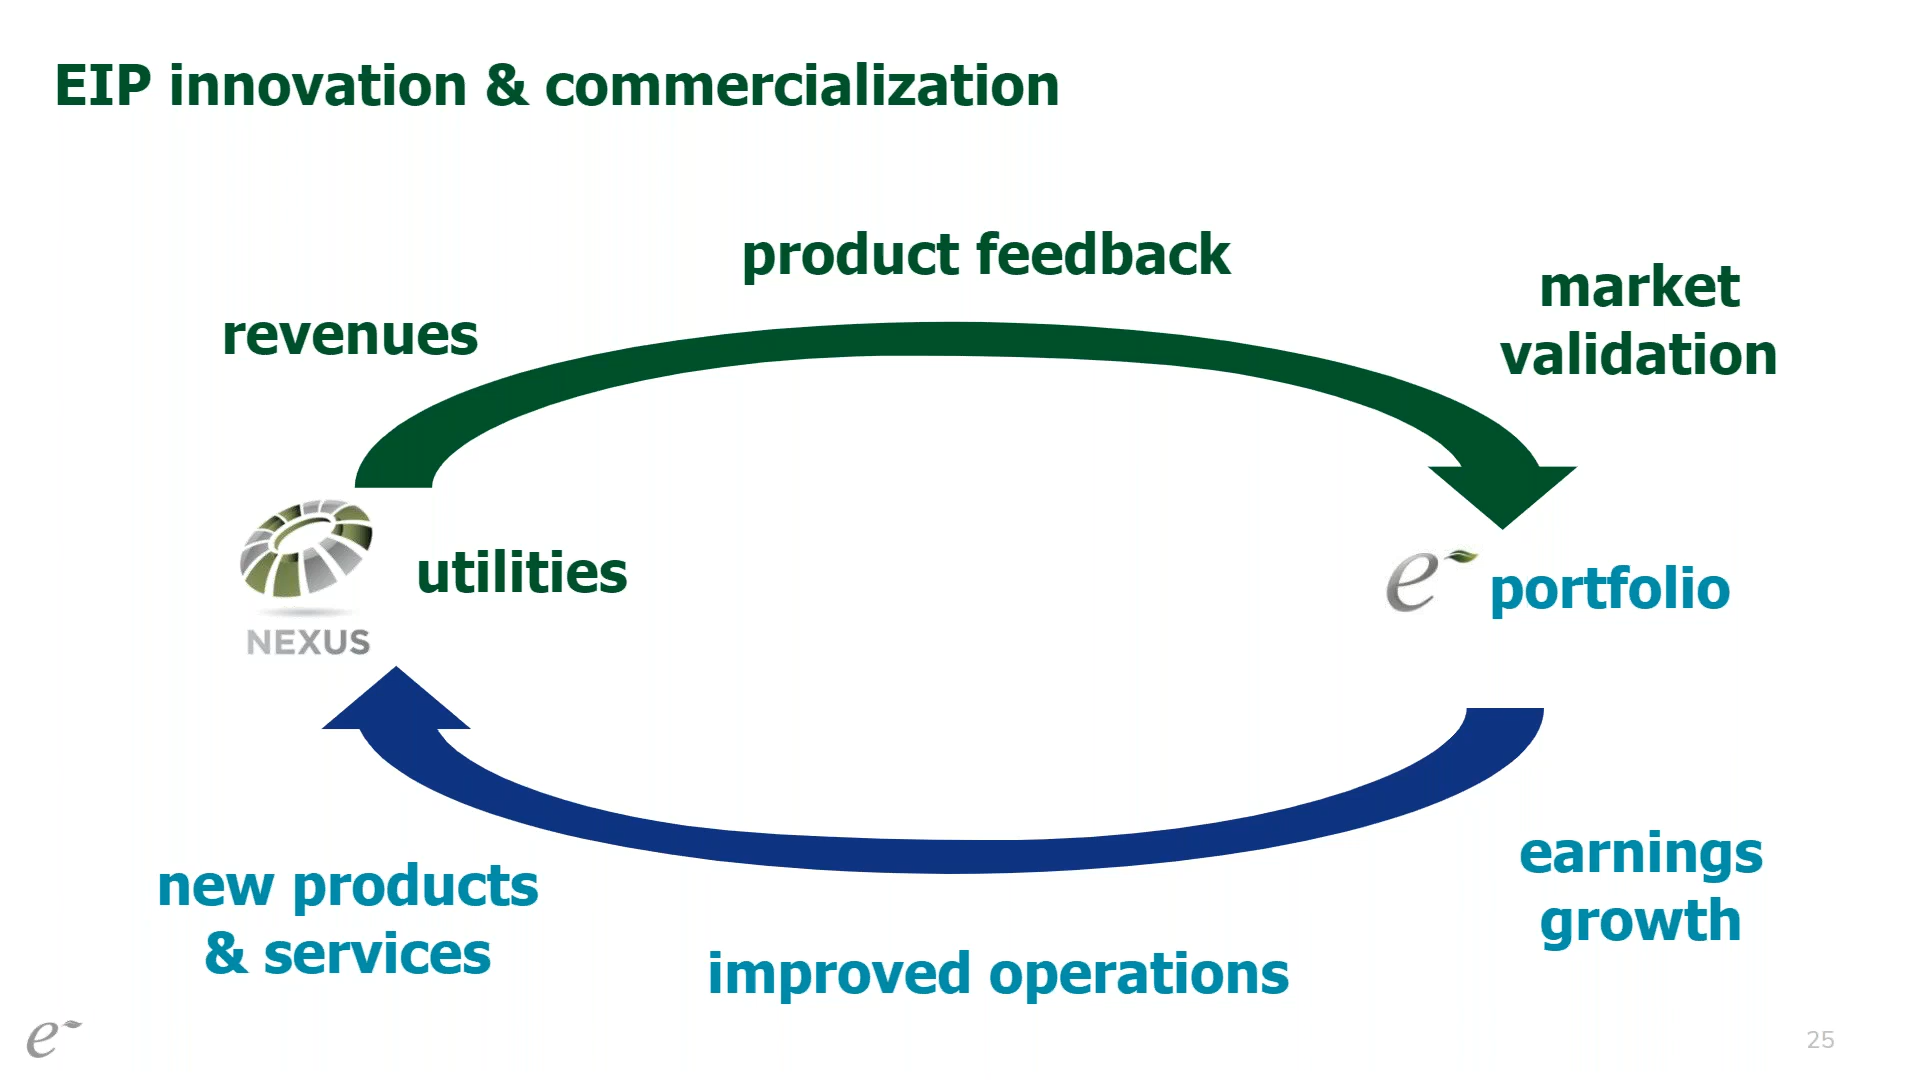 EIP innovation & commercialization
product feedback
market
validation
revenues
NEXUS
utilities
e- portfolio
new products
& services
improved operations
earnings
growth
e-
25